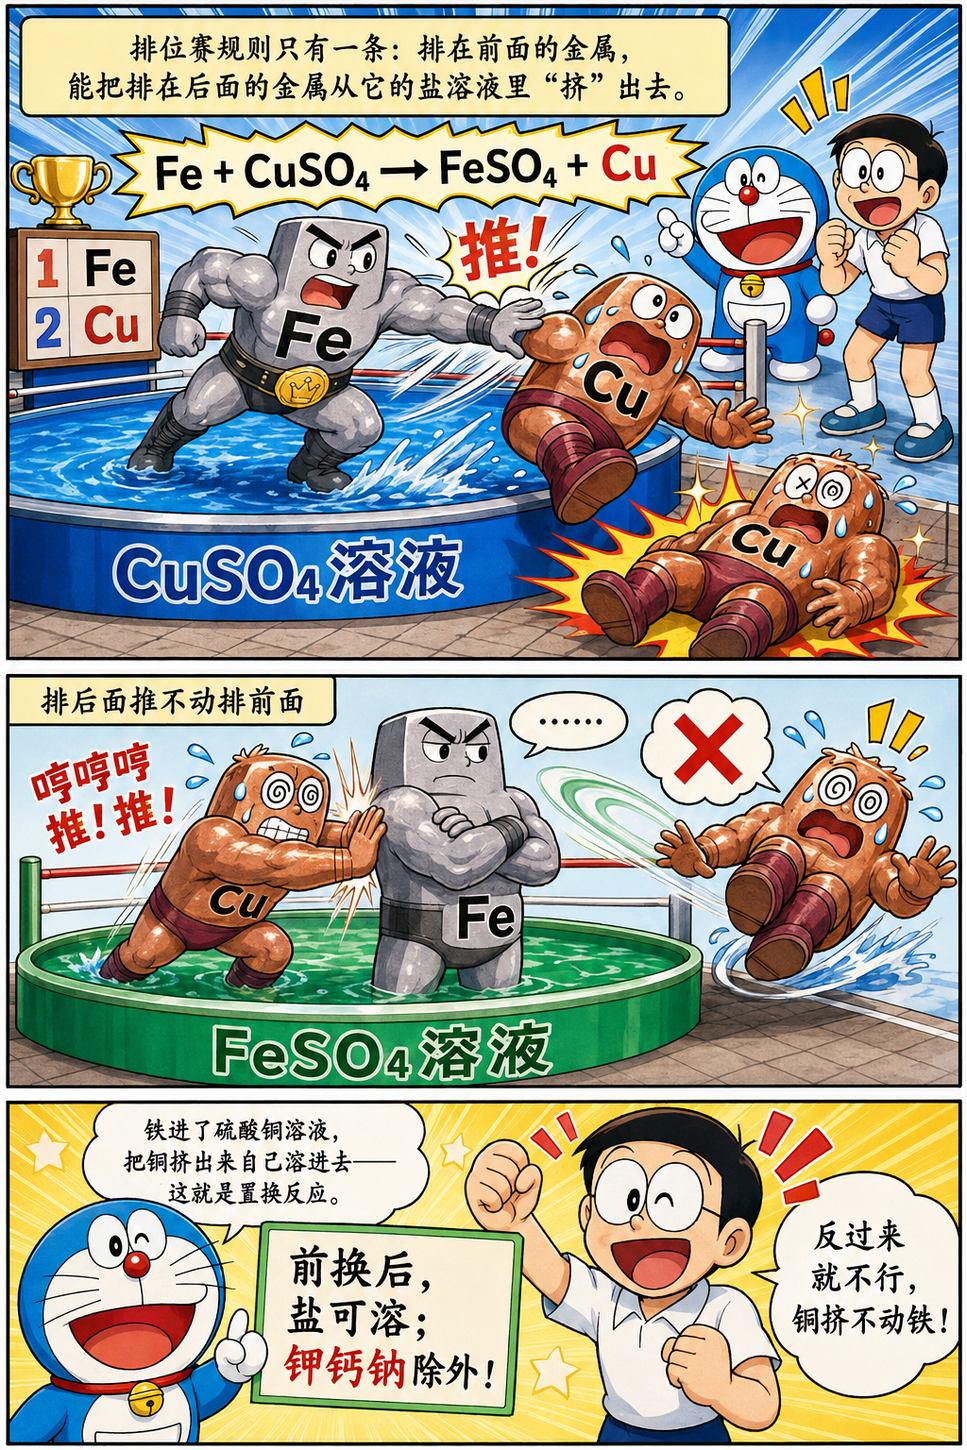 排位赛规则只有一条：排在前面的金属，
能把排在后面的金属从它的盐溶液里“挤”出去。
Fe + CuSO₄ → FeSO₄ + Cu
推！
1 Fe
2 Cu
Fe
Cu
Cu
CuSO₄溶液
排后面推不动排前面
哼哼哼
推！推！
……
Cu
Fe
FeSO₄溶液
铁进了硫酸铜溶液，
把铜挤出来自己溶进去——
这就是置换反应。
前换后，
盐可溶；
钾钙钠除外！
反过来
就不行，
铜挤不动铁！